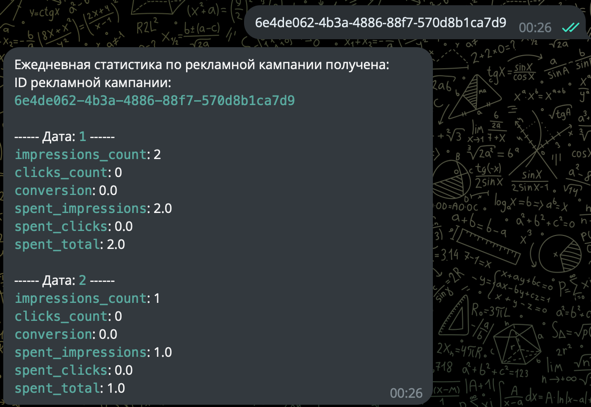 6e4de062-4b3a-4886-88f7-570d8b1ca7d9 00:26
Ежедневная статистика по рекламной кампании получена:
ID рекламной кампании:
6e4de062-4b3a-4886-88f7-570d8b1ca7d9
------ Дата: 1 ------
impressions_count: 2
clicks_count: 0
conversion: 0.0
spent_impressions: 2.0
spent_clicks: 0.0
spent_total: 2.0
------ Дата: 2 ------
impressions_count: 1
clicks_count: 0
conversion: 0.0
spent_impressions: 1.0
spent_clicks: 0.0
spent_total: 1.0
00:26